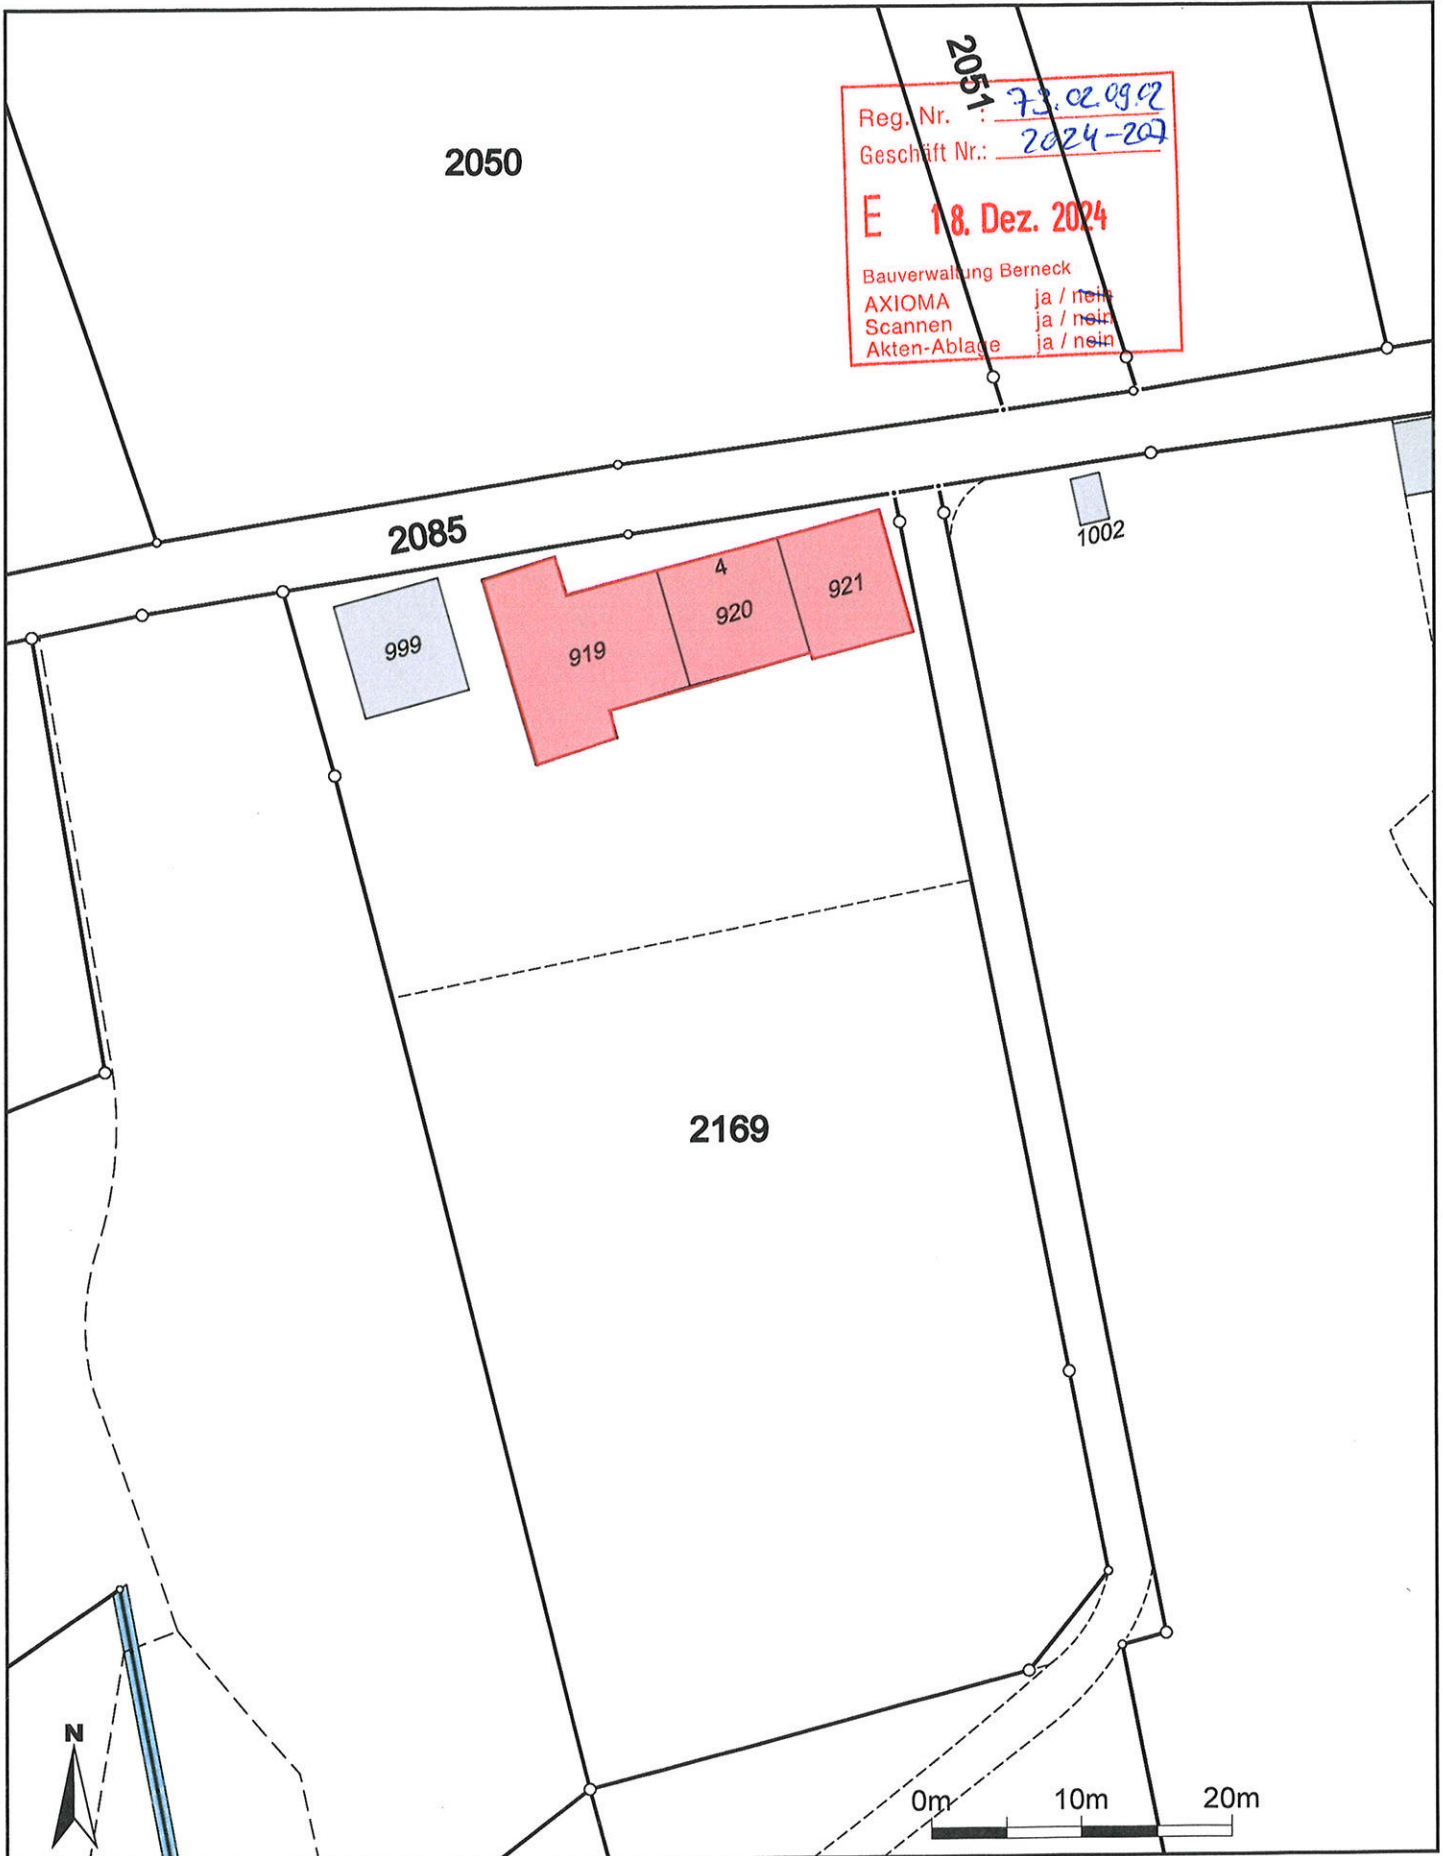 2051
2050
Reg. Nr. : 73.02.09.02
Geschäft Nr.: 2024-207
E 18. Dez. 2024
Bauverwaltung Berneck
AXIOMA ja / nein
Scannen ja / nein
Akten-Ablage ja / nein
2085
1002
4
921
920
919
999
2169
N
0m 10m 20m